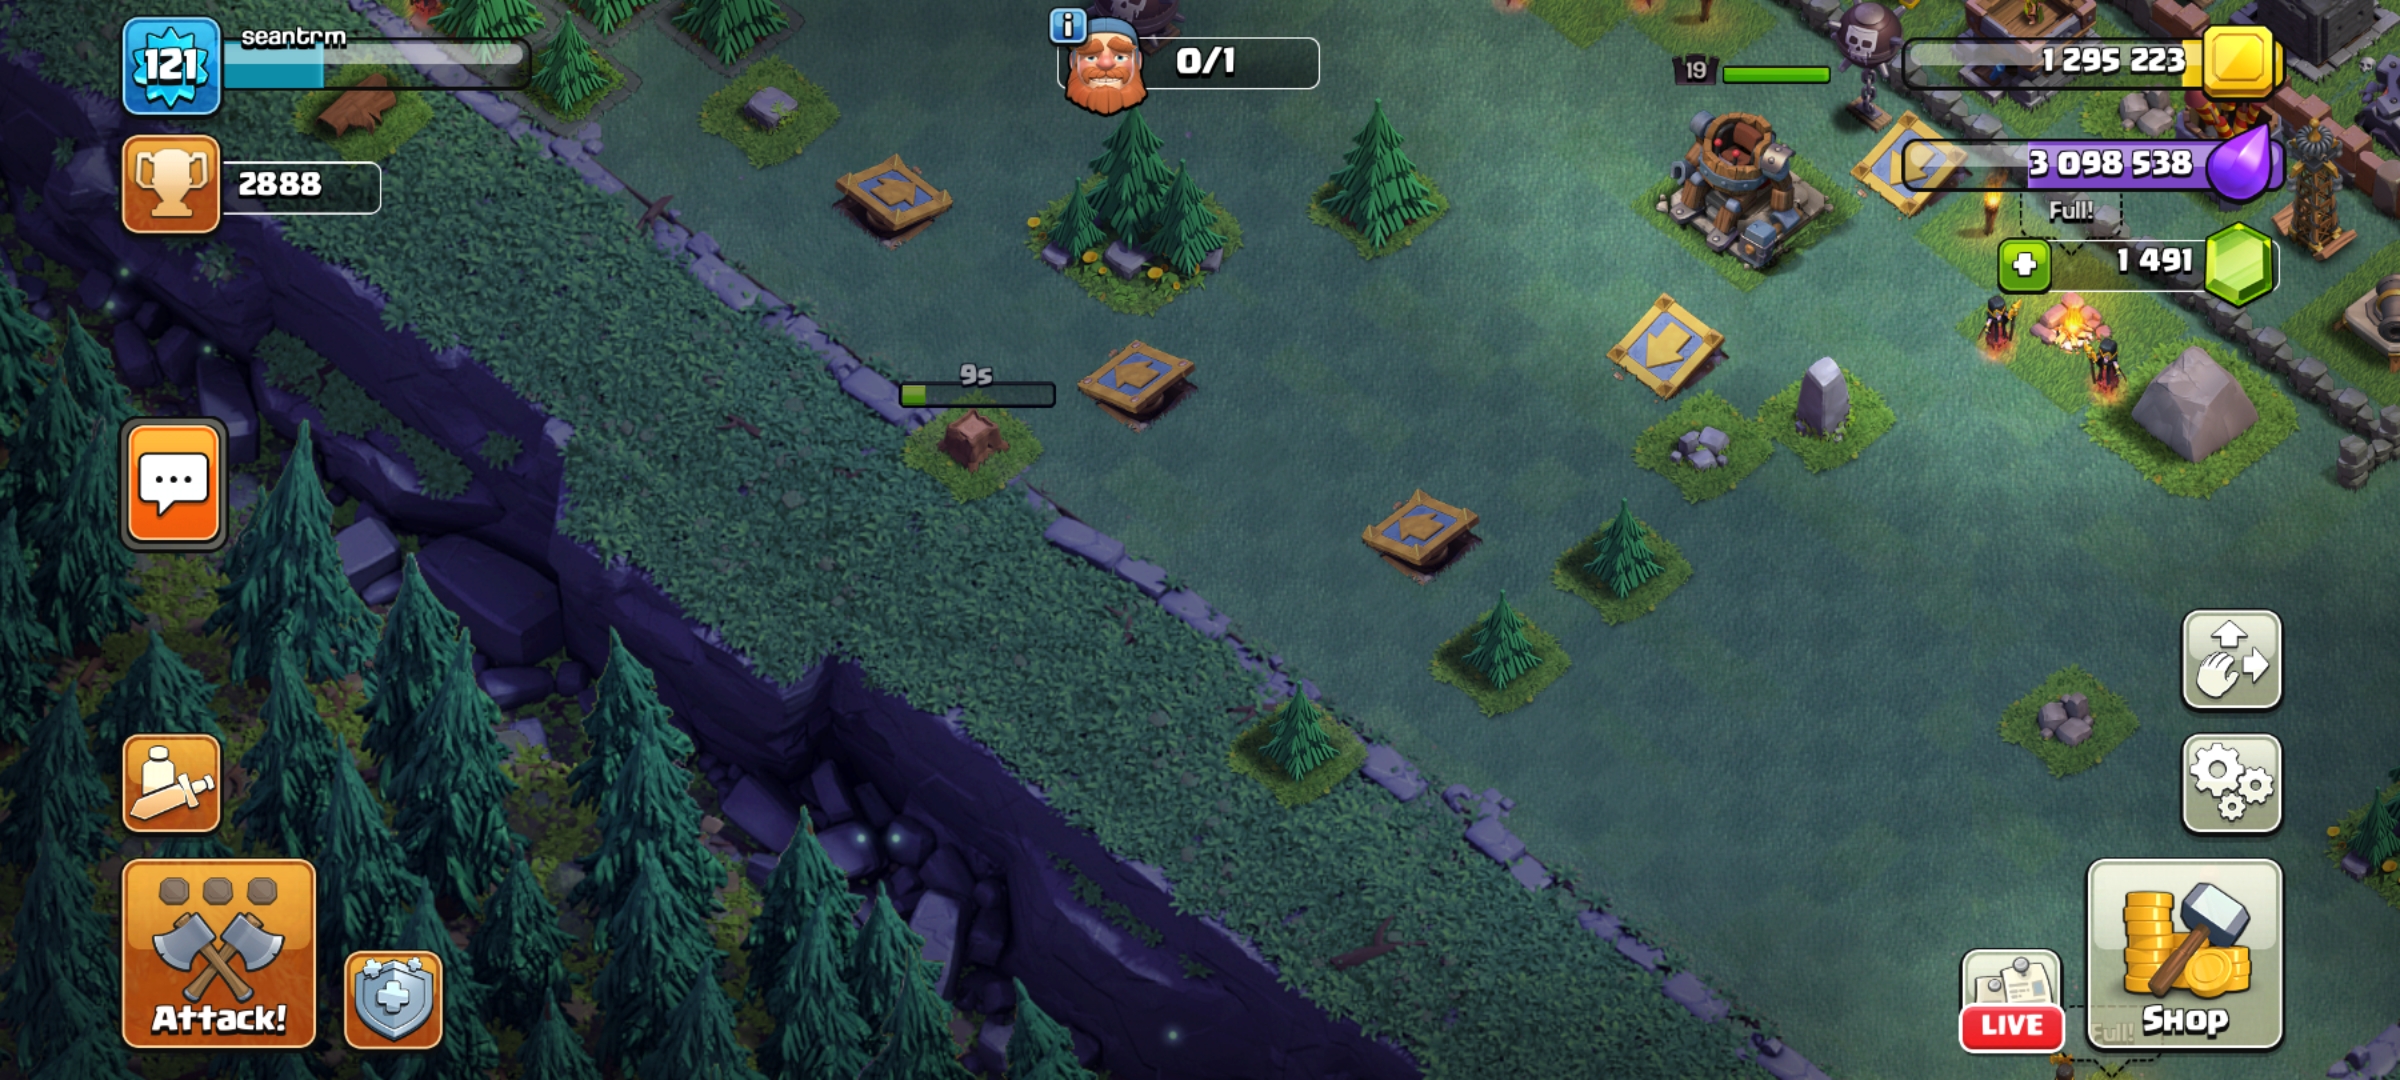 121
seantrm
0/1
19
1 295 223
2888
3 098 538
Full!
1 491
9s
Attack!
LIVE
Full!
Shop